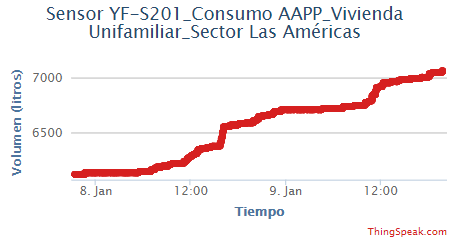 Sensor YF-S201_Consumo AAPP_Vivienda
Unifamiliar_Sector Las Américas
Volumen (litros)
7000
6500
8. Jan
12:00
9. Jan
12:00
Tiempo
ThingSpeak.com